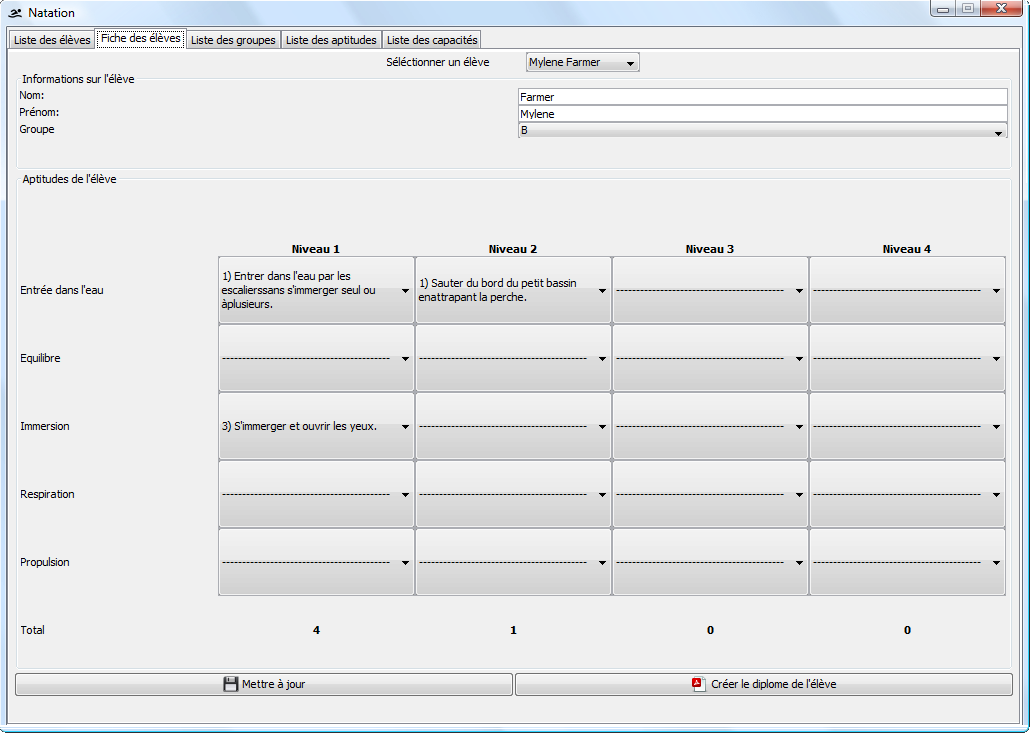 Natation
Liste des élèves Fiche des élèves Liste des groupes Liste des aptitudes Liste des capacités
Séléctionner un élève Mylene Farmer
Informations sur l'élève
Nom: Farmer
Prénom: Mylene
Groupe B
Aptitudes de l'élève
Niveau 1 Niveau 2 Niveau 3 Niveau 4
Entrée dans l'eau
1) Entrer dans l'eau par les
escalierssans s'immerger seul ou
àplusieurs.
1) Sauter du bord du petit bassin
enattrapant la perche.
Equilibre
Immersion 3) S'immerger et ouvrir les yeux.
Respiration
Propulsion
Total 4 1 0 0
Mettre à jour Créer le diplome de l'élève